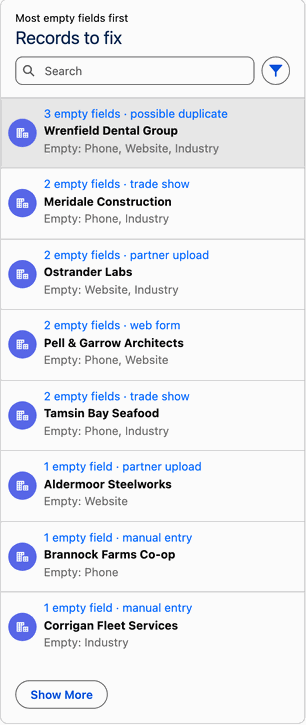 Most empty fields first
Records to fix
Search
3 empty fields · possible duplicate
Wrenfield Dental Group
Empty: Phone, Website, Industry
2 empty fields · trade show
Meridale Construction
Empty: Phone, Industry
2 empty fields · partner upload
Ostrander Labs
Empty: Website, Industry
2 empty fields · web form
Pell & Garrow Architects
Empty: Phone, Website
2 empty fields · trade show
Tamsin Bay Seafood
Empty: Phone, Industry
1 empty field · partner upload
Aldermoor Steelworks
Empty: Website
1 empty field · manual entry
Brannock Farms Co-op
Empty: Phone
1 empty field · manual entry
Corrigan Fleet Services
Empty: Industry
Show More